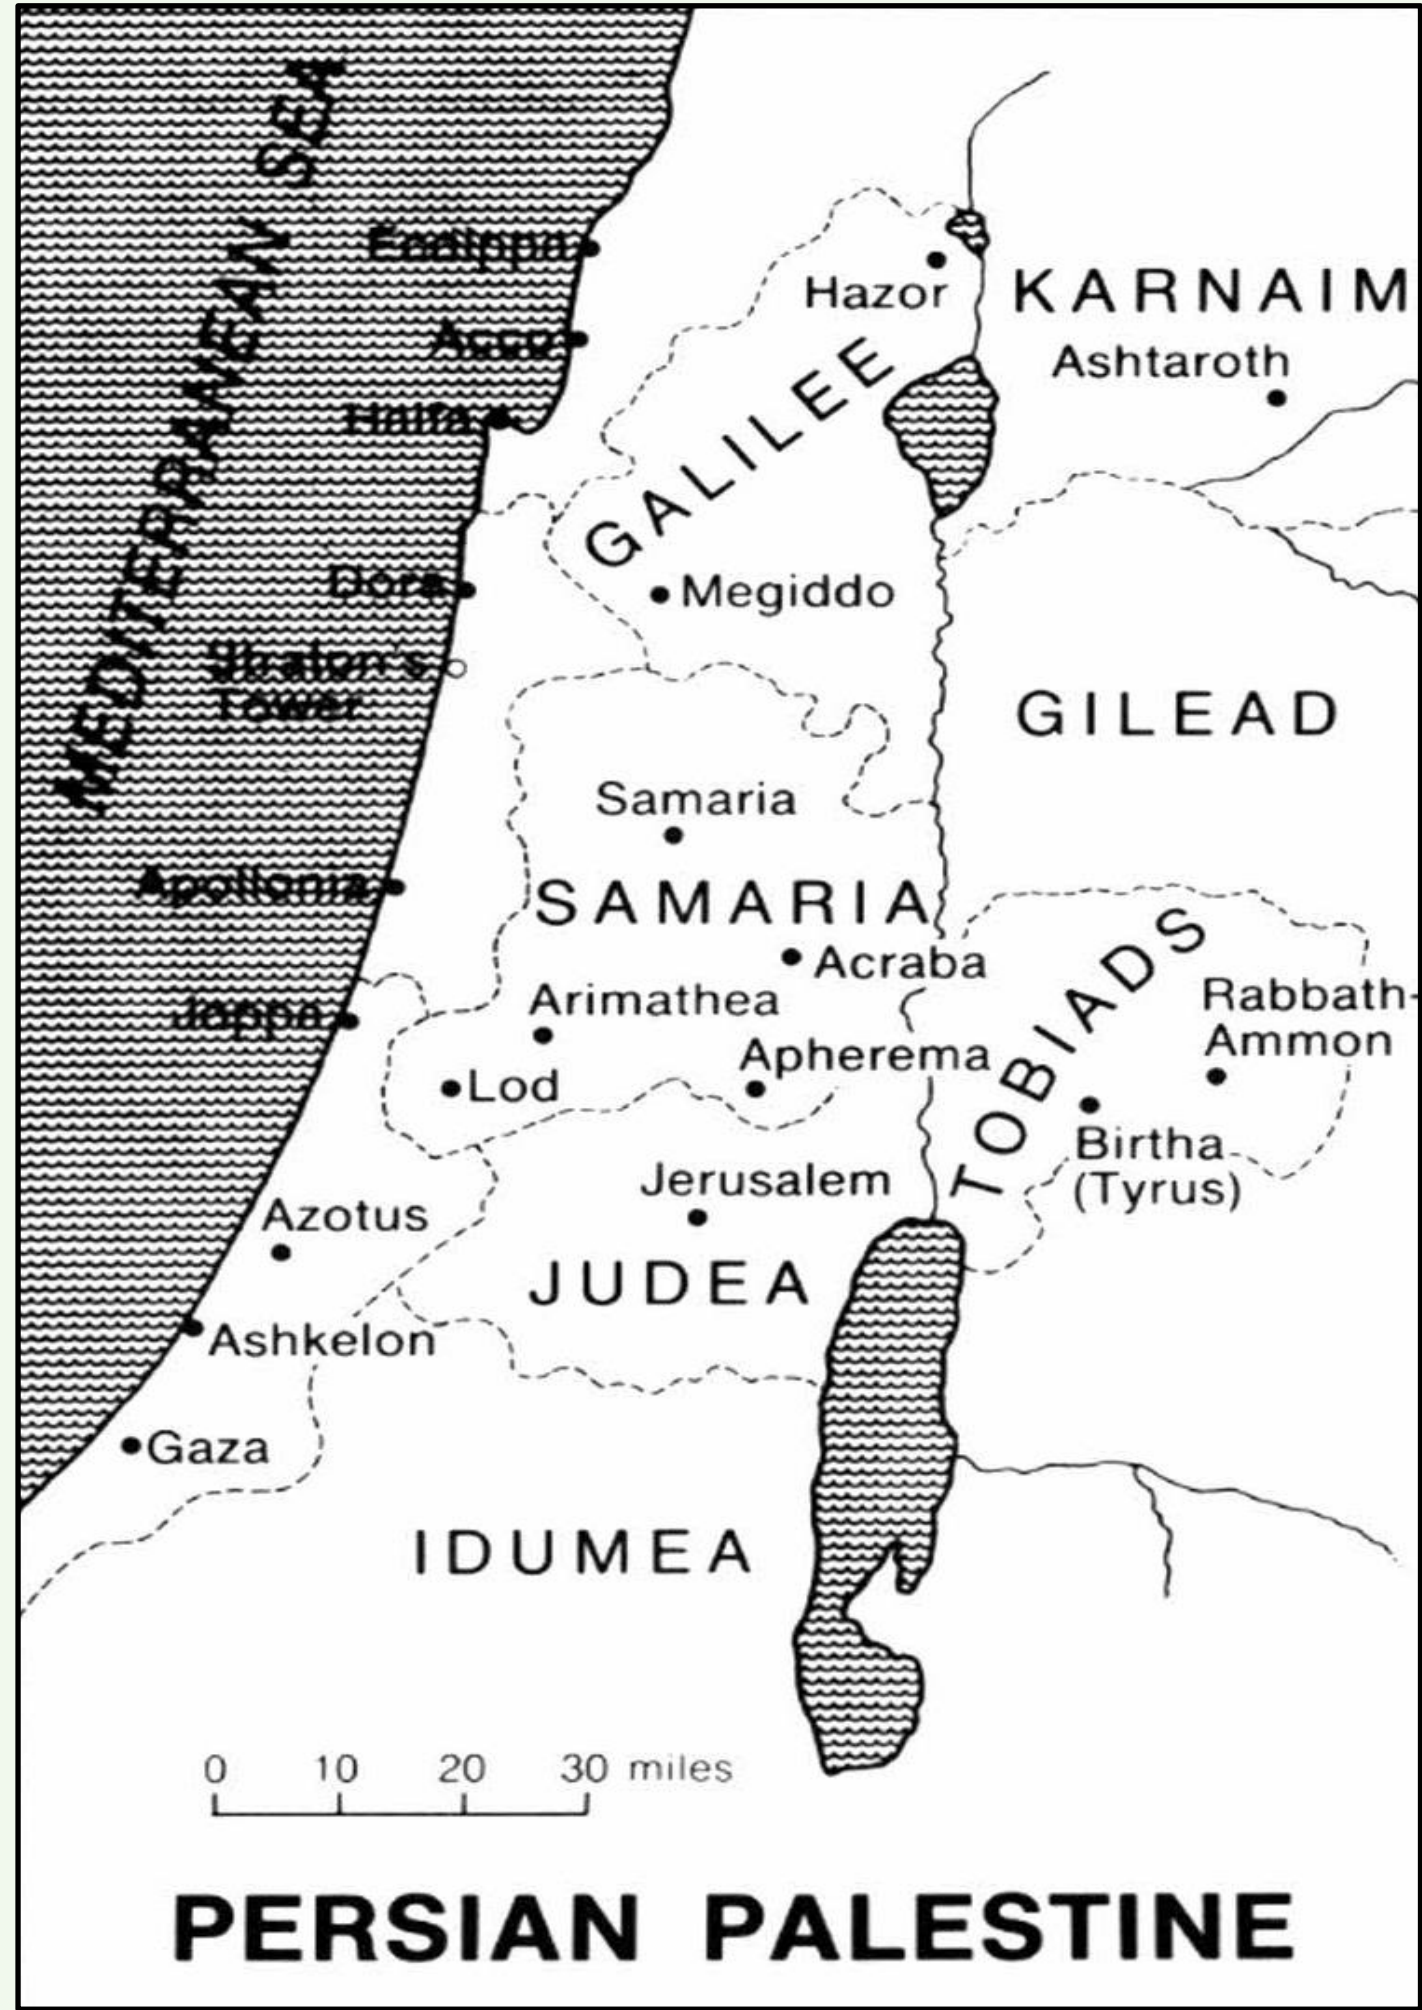 MEDITERRANEAN SEA
Ecdippa
Hazor
KARNAIM
Acco
Ashtaroth
GALILEE
Haifa
Dora
Megiddo
Straton's
Tower
GILEAD
Samaria
Apollonia
SAMARIA
Acraba
TOBIADS
Joppa
Arimathea
Rabbath-
Ammon
Apherema
Lod
Birtha
(Tyrus)
Jerusalem
Azotus
JUDEA
Ashkelon
Gaza
IDUMEA
0 10 20 30 miles
PERSIAN PALESTINE